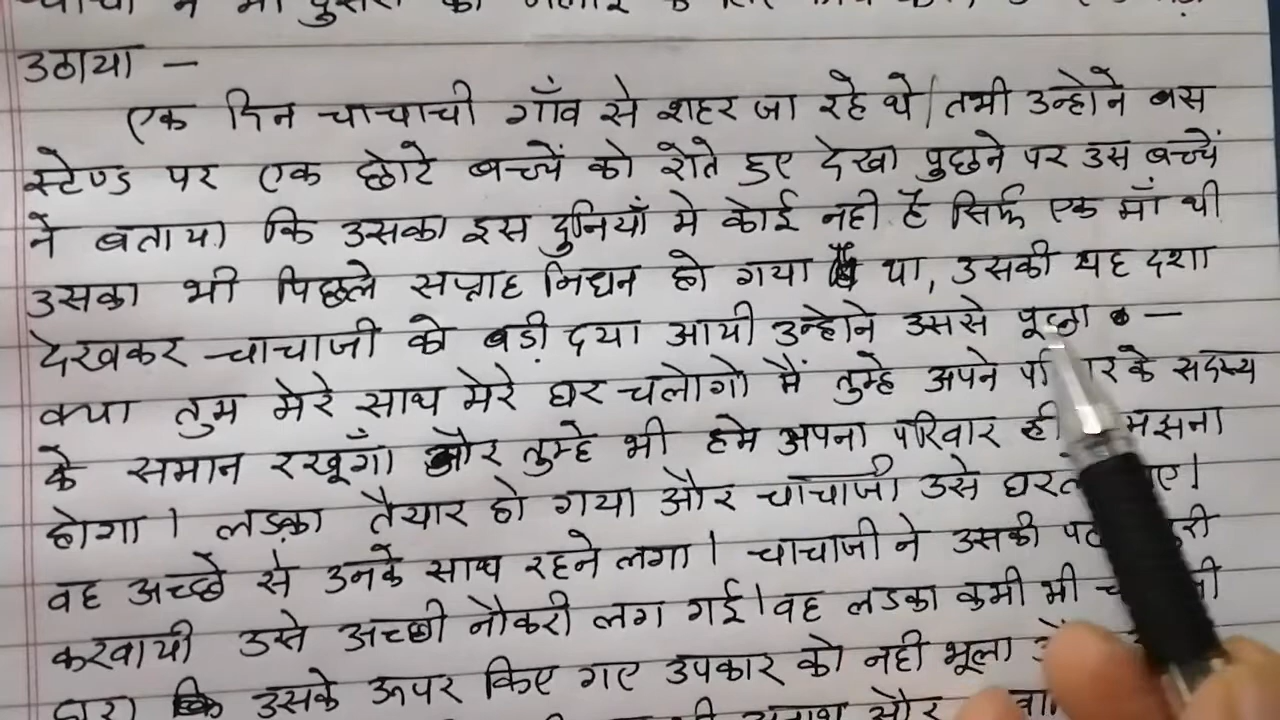 उठाया -
एक दिन चाचाची गाँव से शहर जा रहे थे। तभी उन्होने बस
स्टेण्ड पर एक छोटे बच्चें को रोते हुए देखा पुछने पर उस बच्चें
ने बताया कि उसका इस दुनियाँ मे कोई नही है सिर्फ एक माँ थी
उसका भी पिछले सप्ताह निधन हो गया था, उसकी यह दशा
देखकर चाचाजी को बड़ी दया आयी उन्होने उससे पूछा -
क्या तुम मेरे साथ मेरे घर चलोगो मैं तुम्हे अपने के सदस्य
के समान रखूँगाँ और तुम्हे भी हमे अपना परिवार ही
होगा। लड़का तैयार हो गया और चाचाजी उसे घर
वह अच्छे से उनके साथ रहने लगा। चाचाजी ने उसकी
करवायी उसे अच्छी नौकरी लग गई। वह लडका कभी भी
उसके ऊपर किए गए उपकार को नही भूला
और